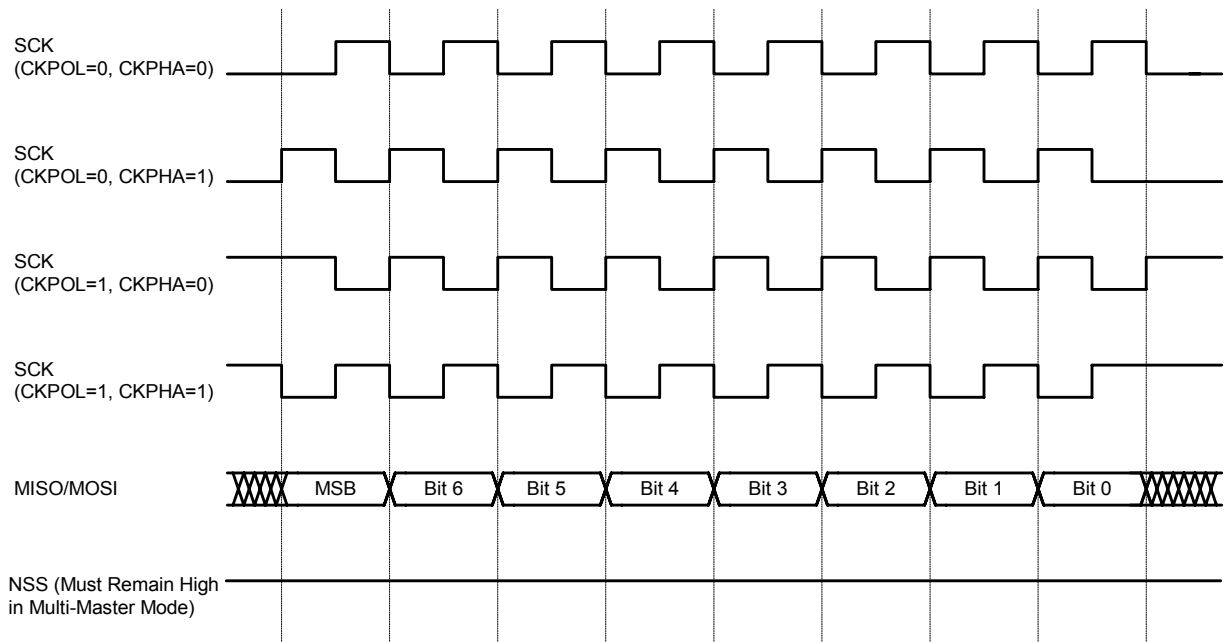 SCK
(CKPOL=0, CKPHA=0)
SCK
(CKPOL=0, CKPHA=1)
SCK
(CKPOL=1, CKPHA=0)
SCK
(CKPOL=1, CKPHA=1)
MISO/MOSI
MSB
Bit 6
Bit 5
Bit 4
Bit 3
Bit 2
Bit 1
Bit 0
NSS (Must Remain High
in Multi-Master Mode)